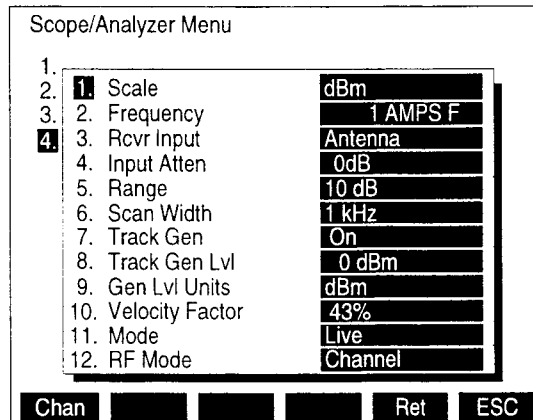 Scope/Analyzer Menu
1.
2.
3.
4.
1. Scale dBm
2. Frequency 1 AMPS F
3. Rcvr Input Antenna
4. Input Atten 0dB
5. Range 10 dB
6. Scan Width 1 kHz
7. Track Gen On
8. Track Gen Lvl 0 dBm
9. Gen Lvl Units dBm
10. Velocity Factor 43%
11. Mode Live
12. RF Mode Channel
Chan Ret ESC